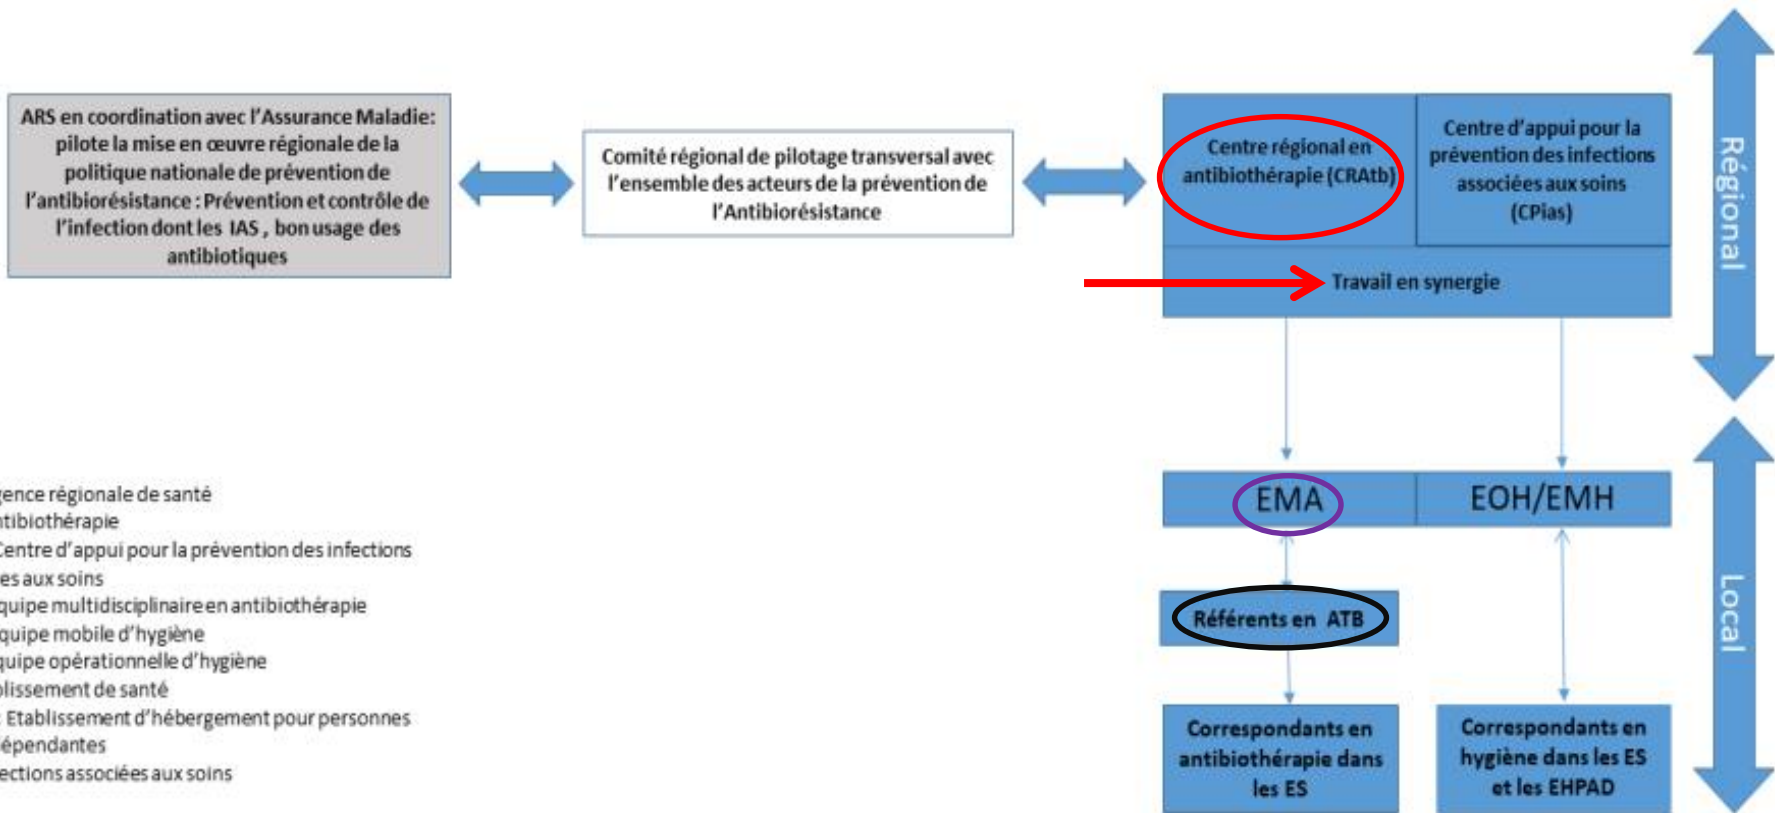 ARS en coordination avec l'Assurance Maladie:
pilote la mise en œuvre régionale de la
politique nationale de prévention de
l'antibiorésistance : Prévention et contrôle de
l'infection dont les IAS , bon usage des
antibiotiques
Comité régional de pilotage transversal avec
l'ensemble des acteurs de la prévention de
l'Antibiorésistance
Centre régional en
antibiothérapie (CRAtb)
Centre d'appui pour la
prévention des infections
associées aux soins
(CPias)
Travail en synergie
Régional
EMA
EOH/EMH
Référents en ATB
Correspondants en
antibiothérapie dans
les ES
Correspondants en
hygiène dans les ES
et les EHPAD
Local
gence régionale de santé
ntibiothérapie
Centre d'appui pour la prévention des infections
es aux soins
quipe multidisciplinaire en antibiothérapie
quipe mobile d'hygiène
quipe opérationnelle d'hygiène
blissement de santé
: Etablissement d'hébergement pour personnes
épendantes
ections associées aux soins